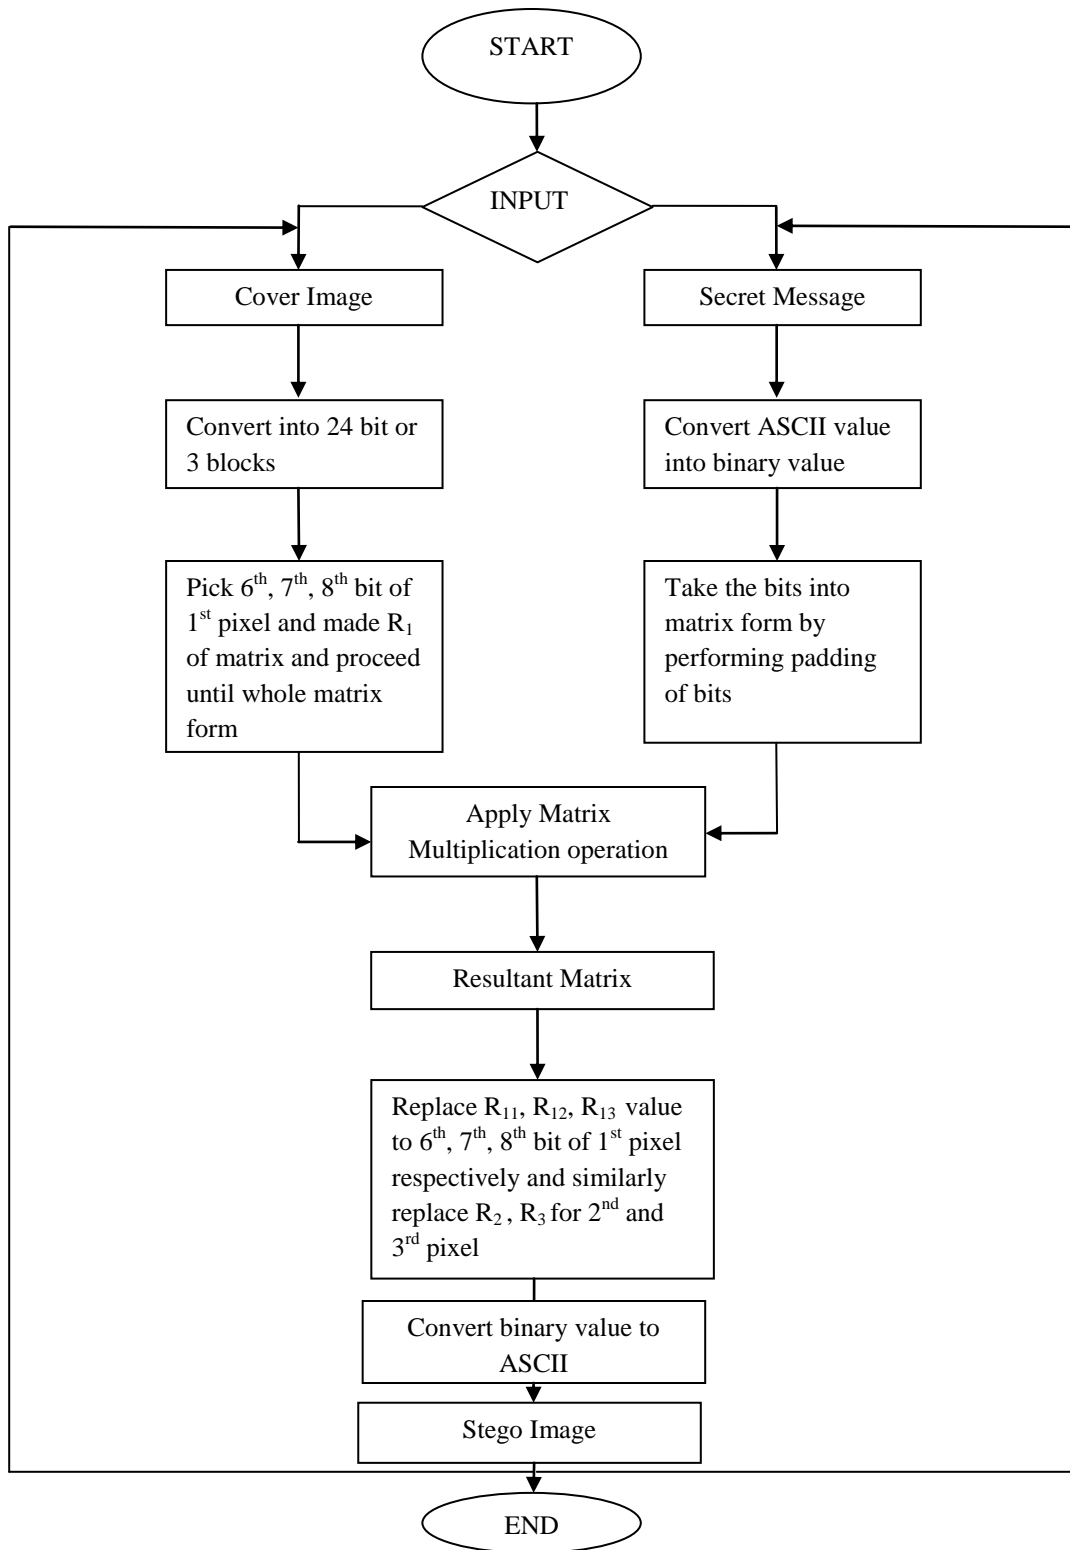 START
INPUT
Cover Image
Secret Message
Convert into 24 bit or
3 blocks
Convert ASCII value
into binary value
Pick 6th, 7th, 8th bit of
1st pixel and made R1
of matrix and proceed
until whole matrix
form
Take the bits into
matrix form by
performing padding
of bits
Apply Matrix
Multiplication operation
Resultant Matrix
Replace R11, R12, R13 value
to 6th, 7th, 8th bit of 1st pixel
respectively and similarly
replace R2 , R3 for 2nd and
3rd pixel
Convert binary value to
ASCII
Stego Image
END